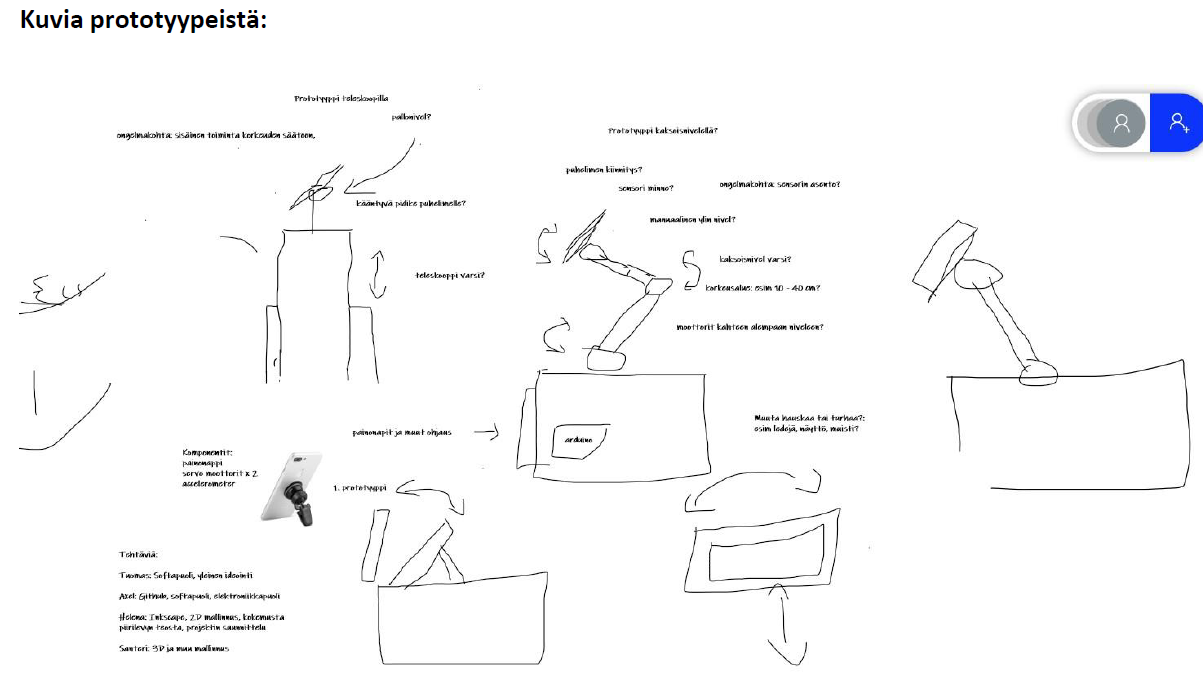 Kuvia prototyypeistä:
Prototyyppi teleskoopilla
pallonivel?
ongelmakohta: sisäinen toiminta korkeuden säätöön,
kääntyvä pidike puhelimelle?
teleskooppi varsi?
Prototyyppi kaksoisnivelellä?
puhelimen kiinnitys?
sensori minne?
ongelmakohta: sensorin asento?
manuaalinen ylin nivel?
kaksoisnivel varsi?
korkeusalue: esim 10 - 40 cm?
moottorit kahteen alempaan niveleen?
painonapit ja muut ohjaus
arduino
Muuta hauskaa tai turhaa?:
esim ledejä, näyttö, muisti?
Komponentit:
painonappi
servo moottorit x 2
accelerometer
1. prototyyppi
Tehtäviä:
Tuomas: Softapuoli, yleinen ideointi
Axel: Github, softapuoli, elektroniikkapuoli
Helena: Inkscape, 2D mallinnus, kokemusta
piirilevyn teosta, projektin suunnittelu
Santeri: 3D ja muu mallinnus